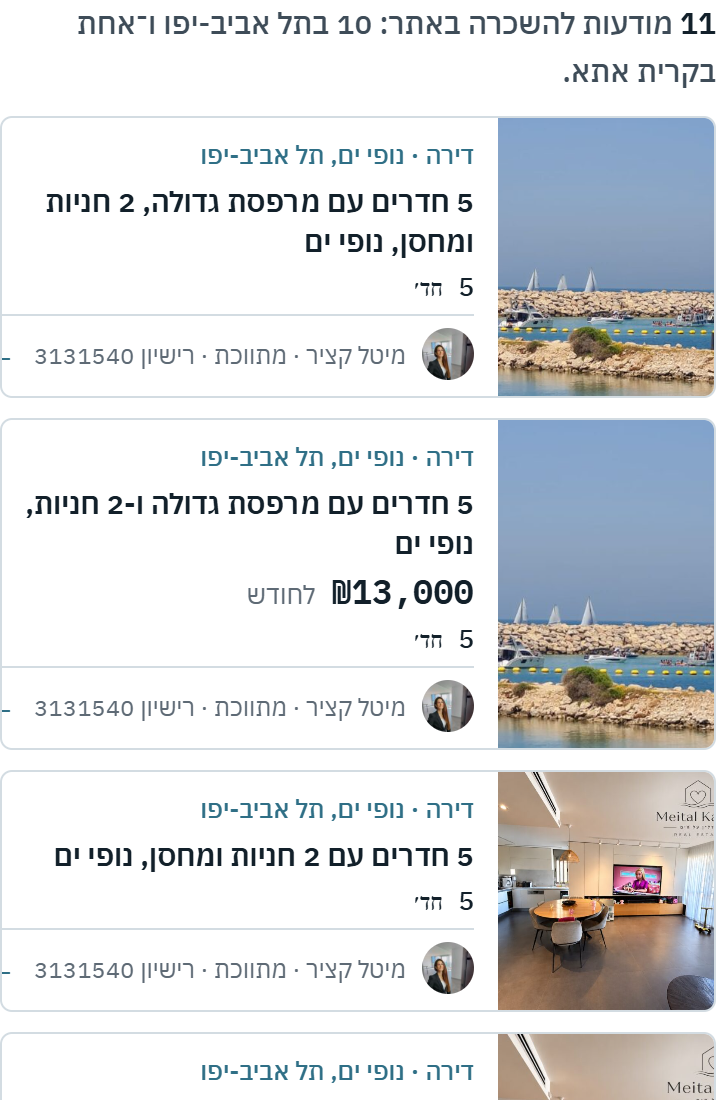 11 מודעות להשכרה באתר: 10 בתל אביב-יפו ו־אחת
בקרית אתא.
דירה · נופי ים, תל אביב-יפו
5 חדרים עם מרפסת גדולה, 2 חניות
ומחסן, נופי ים
5 חד׳
מיטל קציר · מתווכת · רישיון 3131540
דירה · נופי ים, תל אביב-יפו
5 חדרים עם מרפסת גדולה ו-2 חניות,
נופי ים
₪13,000 לחודש
5 חד׳
מיטל קציר · מתווכת · רישיון 3131540
Meital Ka
דירה · נופי ים, תל אביב-יפו
5 חדרים עם 2 חניות ומחסן, נופי ים
5 חד׳
מיטל קציר · מתווכת · רישיון 3131540
Meita
דירה · נופי ים, תל אביב-יפו